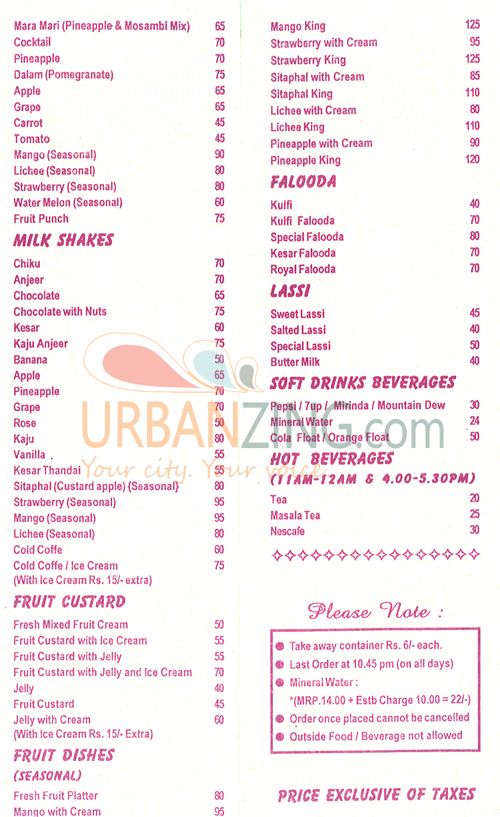 Mara Mari (Pineapple & Mosambi Mix) 65
Cocktail 70
Pineapple 70
Dalam (Pomegranate) 75
Apple 65
Grape 65
Carrot 45
Tomato 45
Mango (Seasonal) 90
Lichee (Seasonal) 80
Strawberry (Seasonal) 80
Water Melon (Seasonal) 60
Fruit Punch 75
MILK SHAKES
Chiku 70
Anjeer 70
Chocolate 65
Chocolate with Nuts 75
Kesar 60
Kaju Anjeer 75
Banana 50
Apple 65
Pineapple 70
Grape 70
Rose 50
Kaju 80
Vanilla 55
Kesar Thandai 55
Sitaphal (Custard apple) {Seasonal} 80
Strawberry (Seasonal) 95
Mango (Seasonal) 95
Lichee (Seasonal) 80
Cold Coffe 60
Cold Coffe / Ice Cream 75
(With Ice Cream Rs. 15/- extra)
FRUIT CUSTARD
Fresh Mixed Fruit Cream 50
Fruit Custard with Ice Cream 55
Fruit Custard with Jelly 55
Fruit Custard with Jelly and Ice Cream 70
Jelly 40
Fruit Custard 45
Jelly with Cream 60
(With Ice Cream Rs. 15/- Extra)
FRUIT DISHES
(SEASONAL)
Fresh Fruit Platter 80
Mango with Cream 95
Mango King 125
Strawberry with Cream 95
Strawberry King 125
Sitaphal with Cream 85
Sitaphal King 110
Lichee with Cream 80
Lichee King 110
Pineapple with Cream 90
Pineapple King 120
FALOODA
Kulfi 40
Kulfi Falooda 70
Special Falooda 80
Kesar Falooda 70
Royal Falooda 70
LASSI
Sweet Lassi 45
Salted Lassi 40
Special Lassi 50
Butter Milk 40
SOFT DRINKS BEVERAGES
Pepsi / 7up / Mirinda / Mountain Dew 30
Mineral Water 24
Cola Float / Orange Float 50
HOT BEVERAGES
(11AM-12AM & 4.00-5.30PM)
Tea 20
Masala Tea 25
Nescafe 30
Please Note :
Take away container Rs. 6/- each.
Last Order at 10.45 pm (on all days)
Mineral Water :
*(MRP.14.00 + Estb Charge 10.00 = 22/-)
Order once placed cannot be cancelled
Outside Food / Beverage not allowed
PRICE EXCLUSIVE OF TAXES
URBANZING.com
Your city. Your voice.